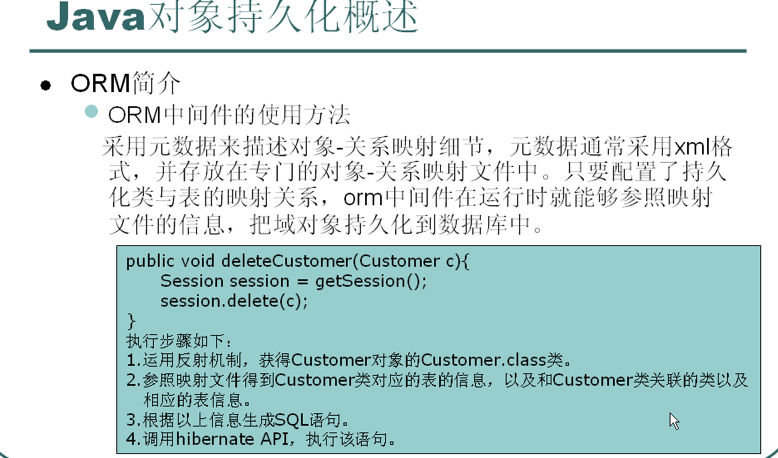 Java对象持久化概述
ORM简介
ORM中间件的使用方法
采用元数据来描述对象-关系映射细节，元数据通常采用xml格
式，并存放在专门的对象-关系映射文件中。只要配置了持久
化类与表的映射关系，orm中间件在运行时就能够参照映射
文件的信息，把域对象持久化到数据库中。
public void deleteCustomer(Customer c){
Session session = getSession();
session.delete(c);
}
执行步骤如下：
1.运用反射机制，获得Customer对象的Customer.class类。
2.参照映射文件得到Customer类对应的表的信息，以及和Customer类关联的类以及
相应的表信息。
3.根据以上信息生成SQL语句。
4.调用hibernate API，执行该语句。